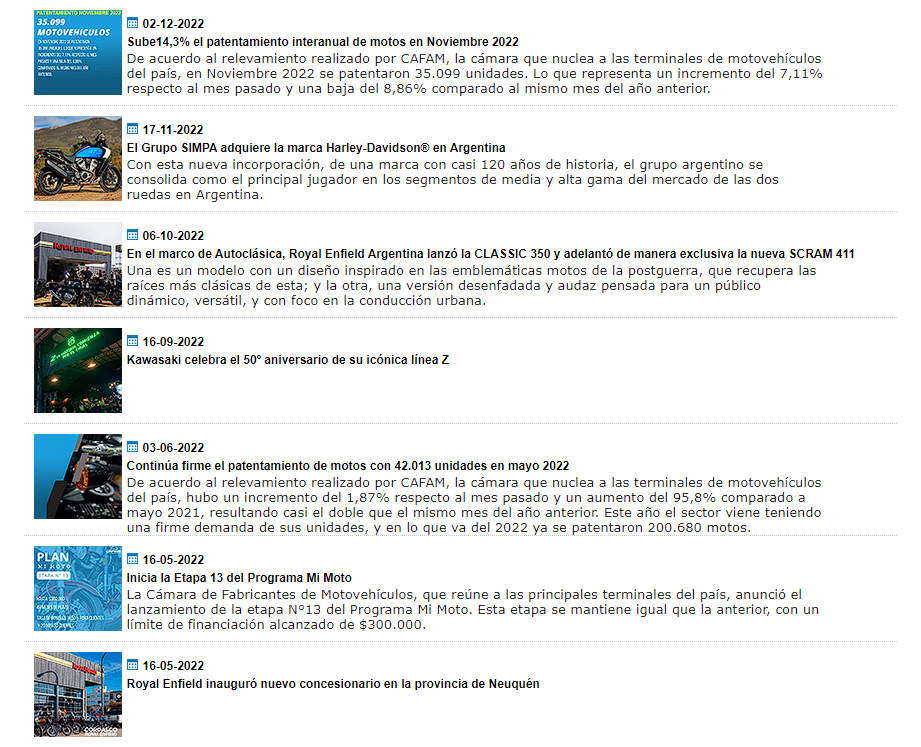 PATENTAMIENTO NOVIEMBRE 2022
35.099
MOTOVEHICULOS
02-12-2022
Sube14,3% el patentamiento interanual de motos en Noviembre 2022
De acuerdo al relevamiento realizado por CAFAM, la cámara que nuclea a las terminales de motovehículos
del país, en Noviembre 2022 se patentaron 35.099 unidades. Lo que representa un incremento del 7,11%
respecto al mes pasado y una baja del 8,86% comparado al mismo mes del año anterior.
17-11-2022
El Grupo SIMPA adquiere la marca Harley-Davidson® en Argentina
Con esta nueva incorporación, de una marca con casi 120 años de historia, el grupo argentino se
consolida como el principal jugador en los segmentos de media y alta gama del mercado de las dos
ruedas en Argentina.
06-10-2022
En el marco de Autoclásica, Royal Enfield Argentina lanzó la CLASSIC 350 y adelantó de manera exclusiva la nueva SCRAM 411
Una es un modelo con un diseño inspirado en las emblemáticas motos de la postguerra, que recupera las
raíces más clásicas de esta; y la otra, una versión desenfadada y audaz pensada para un público
dinámico, versátil, y con foco en la conducción urbana.
16-09-2022
Kawasaki celebra el 50º aniversario de su icónica línea Z
03-06-2022
Continúa firme el patentamiento de motos con 42.013 unidades en mayo 2022
De acuerdo al relevamiento realizado por CAFAM, la cámara que nuclea a las terminales de motovehículos
del país, hubo un incremento del 1,87% respecto al mes pasado y un aumento del 95,8% comparado a
mayo 2021, resultando casi el doble que el mismo mes del año anterior. Este año el sector viene teniendo
una firme demanda de sus unidades, y en lo que va del 2022 ya se patentaron 200.680 motos.
PLAN
MI MOTO
ETAPA N° 13
16-05-2022
Inicia la Etapa 13 del Programa Mi Moto
La Cámara de Fabricantes de Motovehículos, que reúne a las principales terminales del país, anunció el
lanzamiento de la etapa N°13 del Programa Mi Moto. Esta etapa se mantiene igual que la anterior, con un
límite de financiación alcanzado de $300.000.
16-05-2022
Royal Enfield inauguró nuevo concesionario en la provincia de Neuquén